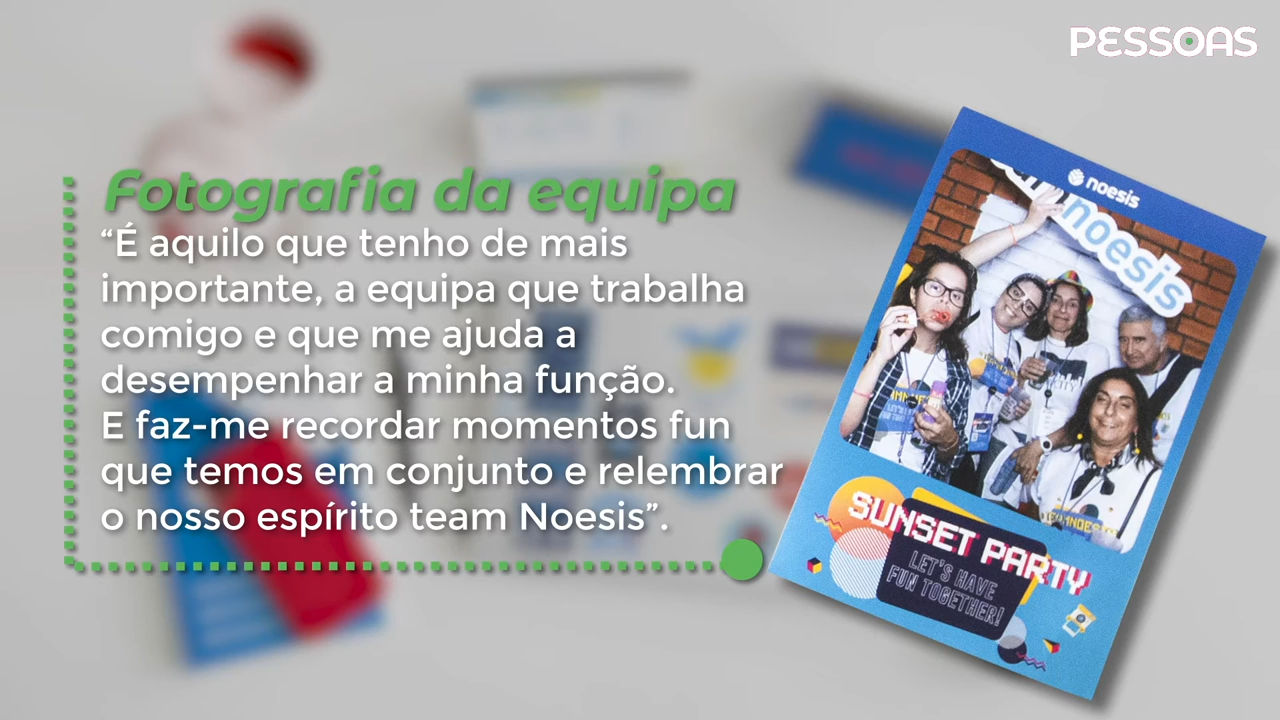 PESSOAS
Fotografia da equipa
“É aquilo que tenho de mais
importante, a equipa que trabalha
comigo e que me ajuda a
desempenhar a minha função.
E faz-me recordar momentos fun
que temos em conjunto e relembrar
o nosso espírito team Noesis”.
noesis
noesis
SUNSET PARTY
LET'S HAVE
FUN TOGETHER!